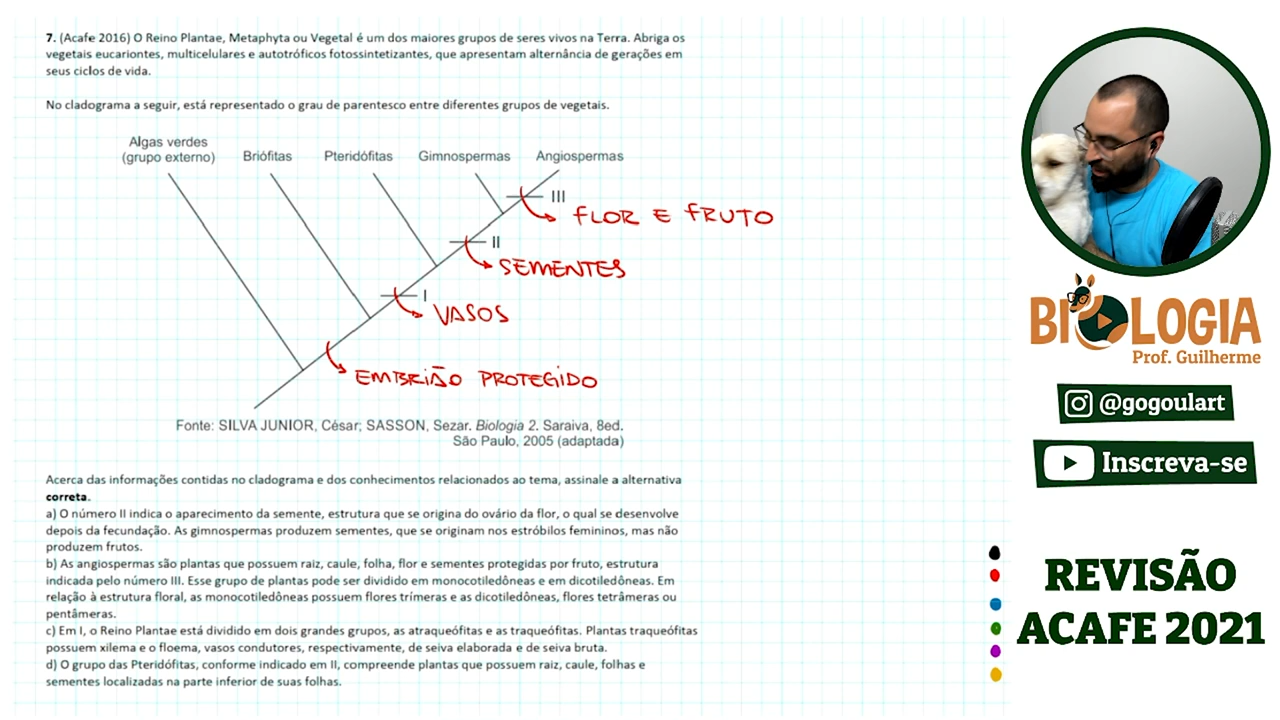 7. (Acafe 2016) O Reino Plantae, Metaphyta ou Vegetal é um dos maiores grupos de seres vivos na Terra. Abriga os
vegetais eucariontes, multicelulares e autotróficos fotossintetizantes, que apresentam alternância de gerações em
seus ciclos de vida.
No cladograma a seguir, está representado o grau de parentesco entre diferentes grupos de vegetais.
Algas verdes
(grupo externo)
Briófitas
Pteridófitas
Gimnospermas
Angiospermas
III
FLOR E FRUTO
II
SEMENTES
I
VASOS
EMBRIÃO PROTEGIDO
Fonte: SILVA JUNIOR, César; SASSON, Sezar. Biologia 2. Saraiva, 8ed.
São Paulo, 2005 (adaptada)
Acerca das informações contidas no cladograma e dos conhecimentos relacionados ao tema, assinale a alternativa
correta.
a) O número II indica o aparecimento da semente, estrutura que se origina do ovário da flor, o qual se desenvolve
depois da fecundação. As gimnospermas produzem sementes, que se originam nos estróbilos femininos, mas não
produzem frutos.
b) As angiospermas são plantas que possuem raiz, caule, folha, flor e sementes protegidas por fruto, estrutura
indicada pelo número III. Esse grupo de plantas pode ser dividido em monocotiledôneas e em dicotiledôneas. Em
relação à estrutura floral, as monocotiledôneas possuem flores trímeras e as dicotiledôneas, flores tetrâmeras ou
pentâmeras.
c) Em I, o Reino Plantae está dividido em dois grandes grupos, as atraqueófitas e as traqueófitas. Plantas traqueófitas
possuem xilema e o floema, vasos condutores, respectivamente, de seiva elaborada e de seiva bruta.
d) O grupo das Pteridófitas, conforme indicado em II, compreende plantas que possuem raiz, caule, folhas e
sementes localizadas na parte inferior de suas folhas.
BIOLOGIA
Prof. Guilherme
@gogoulart
Inscreva-se
REVISÃO
ACAFE 2021